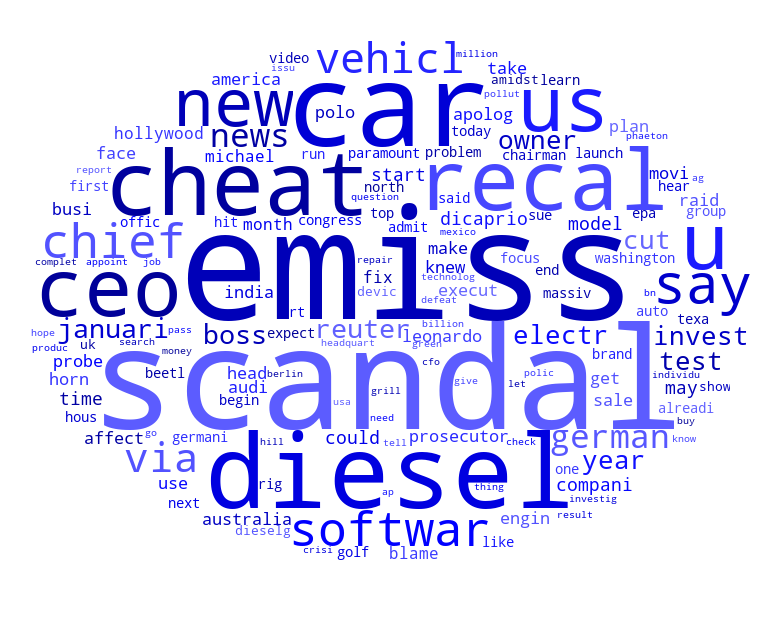 million
video
vehicl
issu
take
america
amidst
learn
car
new
us
pollut
polo
apolog
hollywood
news
today
owner
plan
phaeton
face
michael
run
paramount
problem
chairman
launch
cheat
recal
movi
report
start
hear
ag
first
north
said
raid
question
busi
offic
hit
month
congress
top
admit
dicaprio
sue
model
epa
group
chief
mexico
make
cut
u
emiss
complet
appoint
job
repair
knew
focus
end
washington
fix
technolog
ceo
say
india
devic
execut
massiv
bn
rt
defeat
auto
texa
hope
januari
pass
boss
expect
reuter
billion
leonardo
electr
invest
produc
uk
search
headquart
green
probe
money
scandal
brand
test
beetl
head
berlin
cfo
polic
individu
horn
audi
grill
give
let
get
may
show
time
begin
usa
need
sale
buy
hous
alreadi
affect
go
germani
hill
could
tell
prosecutor
check
german
know
via
diesel
one
year
use
rig
ap
thing
compani
next
investig
australia
engin
result
dieselg
softwar
like
crisi
golf
blame